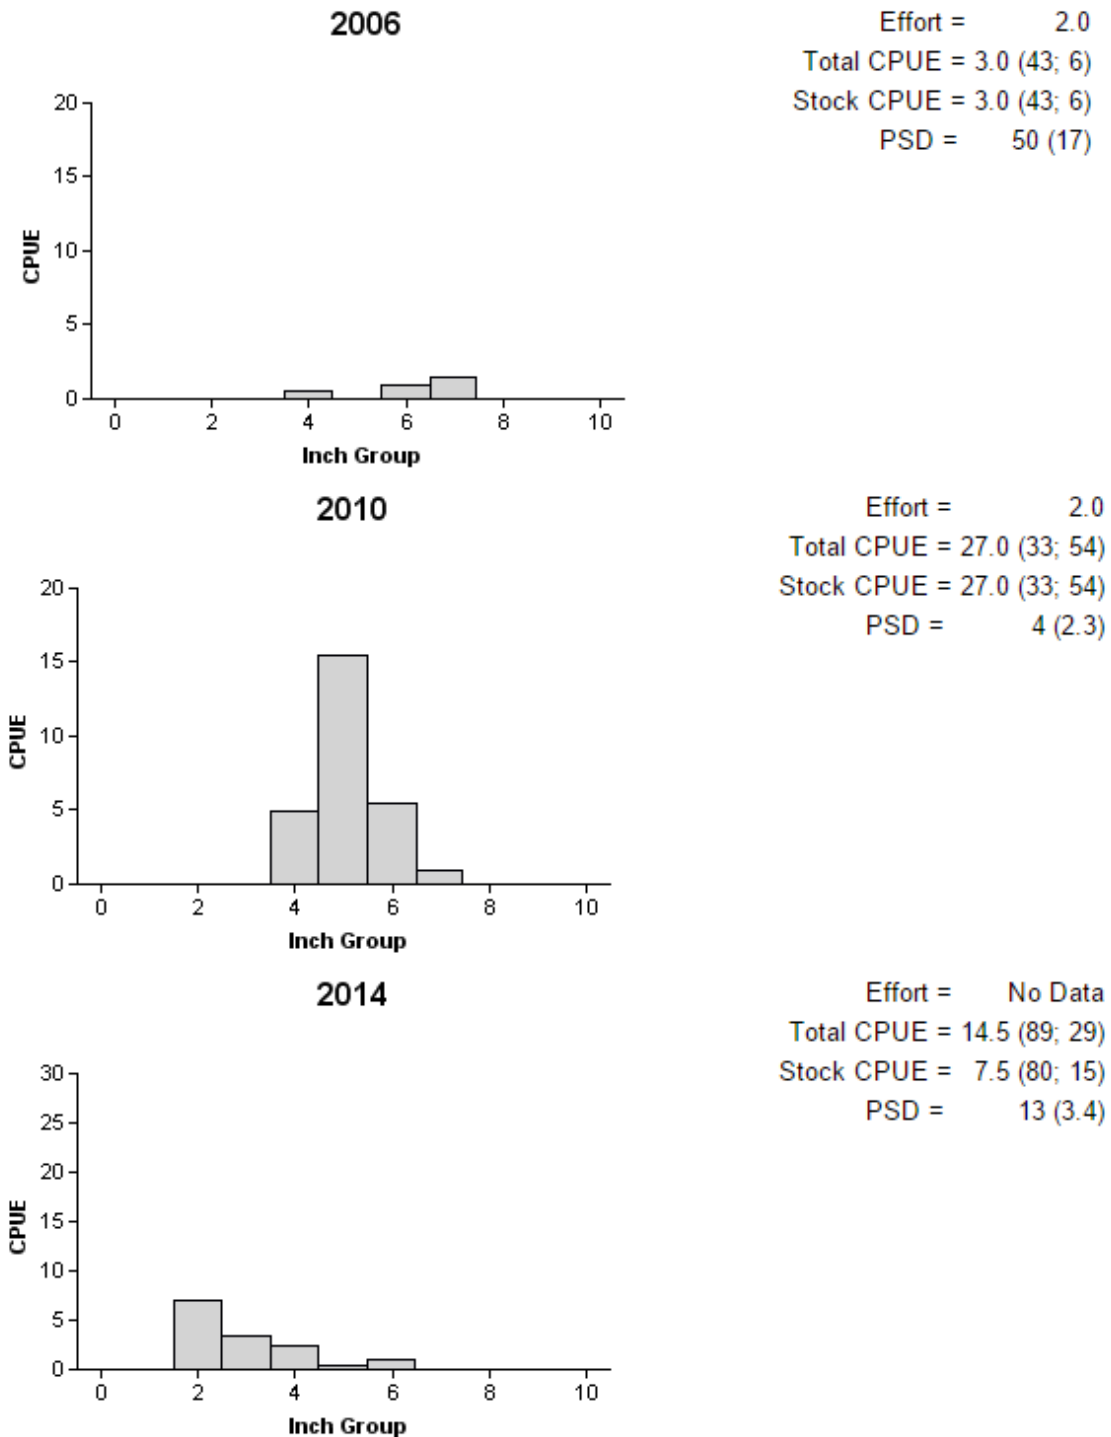 2006
Effort = 2.0
Total CPUE = 3.0 (43; 6)
Stock CPUE = 3.0 (43; 6)
PSD = 50 (17)
20
15
10
5
0
CPUE
0 2 4 6 8 10
Inch Group
2010
Effort = 2.0
Total CPUE = 27.0 (33; 54)
Stock CPUE = 27.0 (33; 54)
PSD = 4 (2.3)
20
15
10
5
0
CPUE
0 2 4 6 8 10
Inch Group
2014
Effort = No Data
Total CPUE = 14.5 (89; 29)
Stock CPUE = 7.5 (80; 15)
PSD = 13 (3.4)
30
25
20
15
10
5
0
CPUE
0 2 4 6 8 10
Inch Group